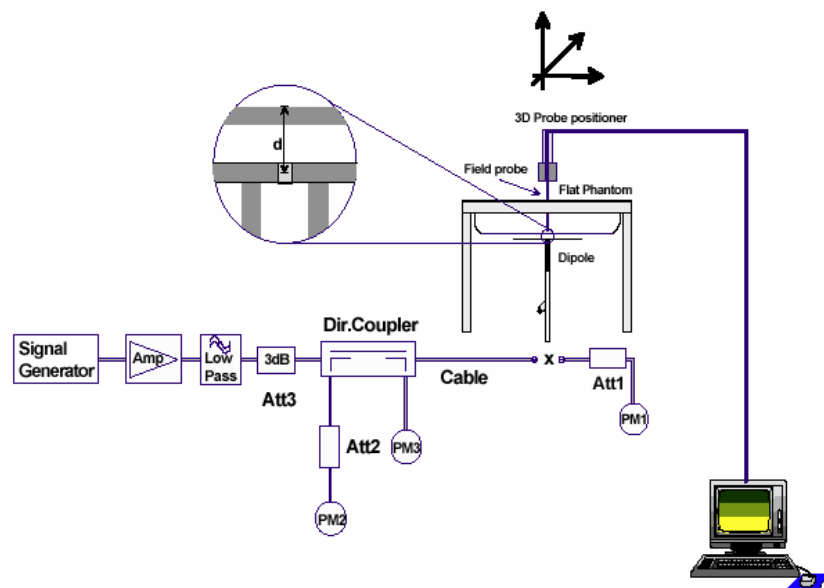 3D Probe positioner
d
Field probe
Flat Phantom
Dipole
Dir.Coupler
Signal
Generator
Amp
Low
Pass
3dB
Cable
x
Att1
Att3
PM1
Att2
PM3
PM2